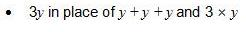 • 3y in place of y + y + y and 3 × y